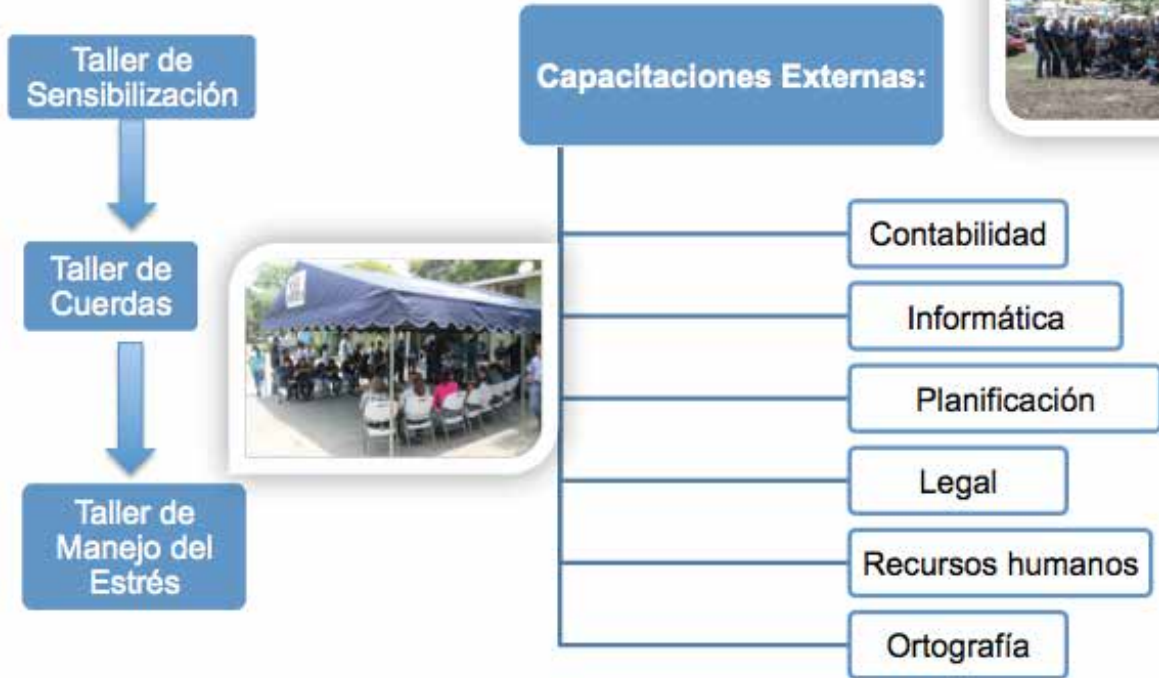 Taller de
Sensibilización
Taller de
Cuerdas
Taller de
Manejo del
Estrés
Capacitaciones Externas:
Contabilidad
Informática
Planificación
Legal
Recursos humanos
Ortografía